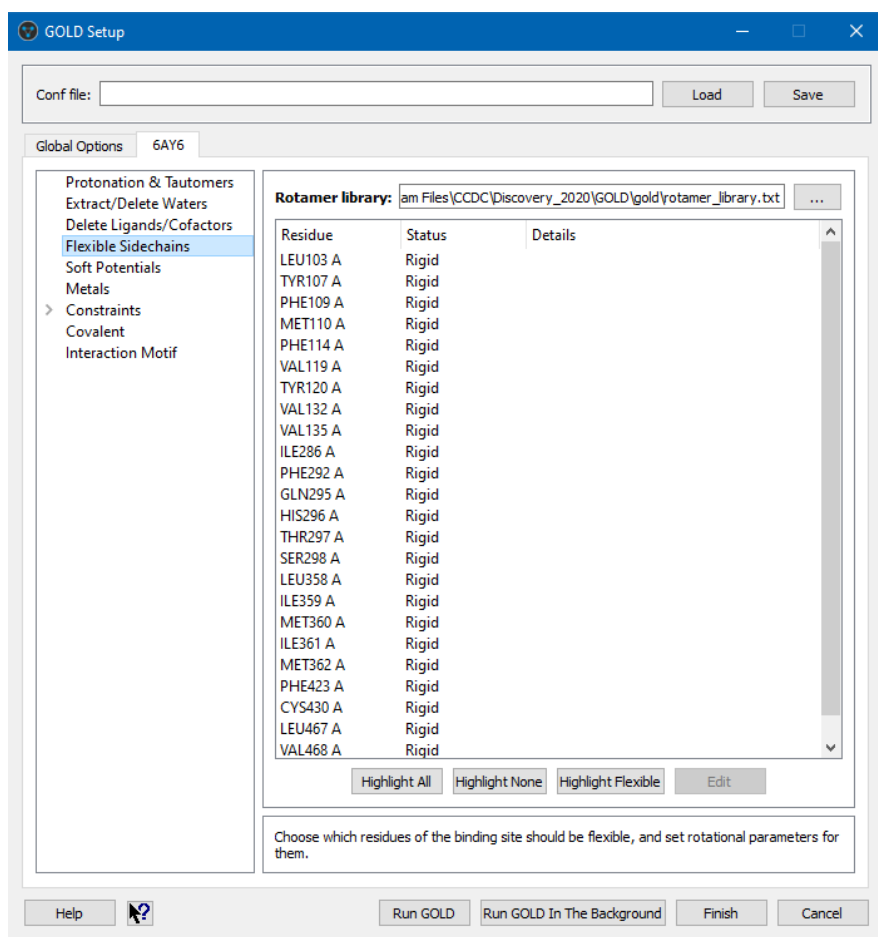 GOLD Setup
Conf file:
Load
Save
Global Options
6AY6
Protonation & Tautomers
Extract/Delete Waters
Delete Ligands/Cofactors
Flexible Sidechains
Soft Potentials
Metals
Constraints
Covalent
Interaction Motif
Rotamer library: am Files\CCDC\Discovery_2020\GOLD\gold\rotamer_library.txt ...
Residue Status Details
LEU103 A Rigid
TYR107 A Rigid
PHE109 A Rigid
MET110 A Rigid
PHE114 A Rigid
VAL119 A Rigid
TYR120 A Rigid
VAL132 A Rigid
VAL135 A Rigid
ILE286 A Rigid
PHE292 A Rigid
GLN295 A Rigid
HIS296 A Rigid
THR297 A Rigid
SER298 A Rigid
LEU358 A Rigid
ILE359 A Rigid
MET360 A Rigid
ILE361 A Rigid
MET362 A Rigid
PHE423 A Rigid
CYS430 A Rigid
LEU467 A Rigid
VAL468 A Rigid
Highlight All Highlight None Highlight Flexible Edit
Choose which residues of the binding site should be flexible, and set rotational parameters for
them.
Help ? Run GOLD Run GOLD In The Background Finish Cancel